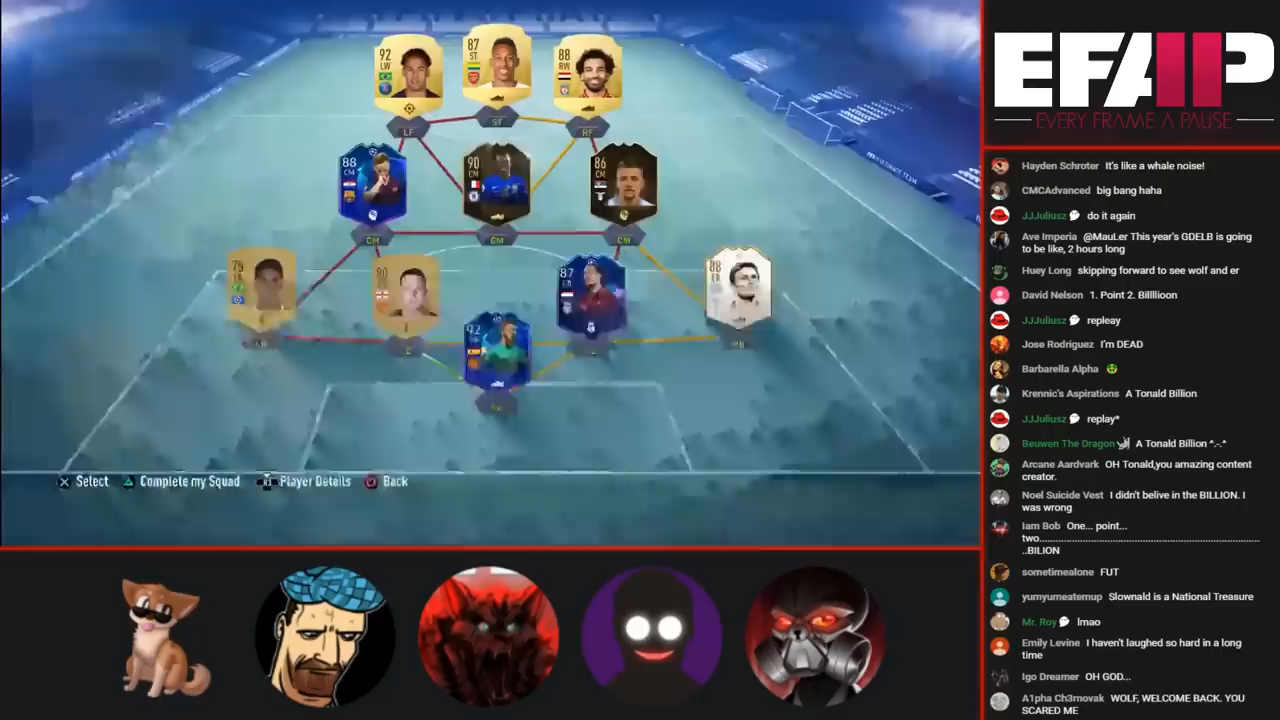 92
LW
87
ST
88
RW
LF
ST
RF
88
CM
90
CM
86
CM
CM
CM
CM
87
CB
88
92
Select
Complete my Squad
Player Details
Back
EFAP
EVERY FRAME A PAUSE
Hayden Schroter It's like a whale noise!
CMCAdvanced big bang haha
JJJuliusz do it again
Ave Imperia @MauLer This year's GDELB is going
to be like, 2 hours long
Huey Long skipping forward to see wolf and er
David Nelson 1. Point 2. Billllioon
JJJuliusz repleay
Jose Rodriguez I'm DEAD
Barbarella Alpha
Krennic's Aspirations A Tonald Billion
JJJuliusz replay*
Beuwen The Dragon A Tonald Billion ^.-.^
Arcane Aardvark OH Tonald,you amazing content
creator.
Noel Suicide Vest I didn't belive in the BILLION. I
was wrong
Iam Bob One... point...
two..............................................................................
..BILION
sometimealone FUT
yumyumeatemup Slownald is a National Treasure
Mr. Roy lmao
Emily Levine I haven't laughed so hard in a long
time
Igo Dreamer OH GOD...
A1pha Ch3movak WOLF, WELCOME BACK. YOU
SCARED ME